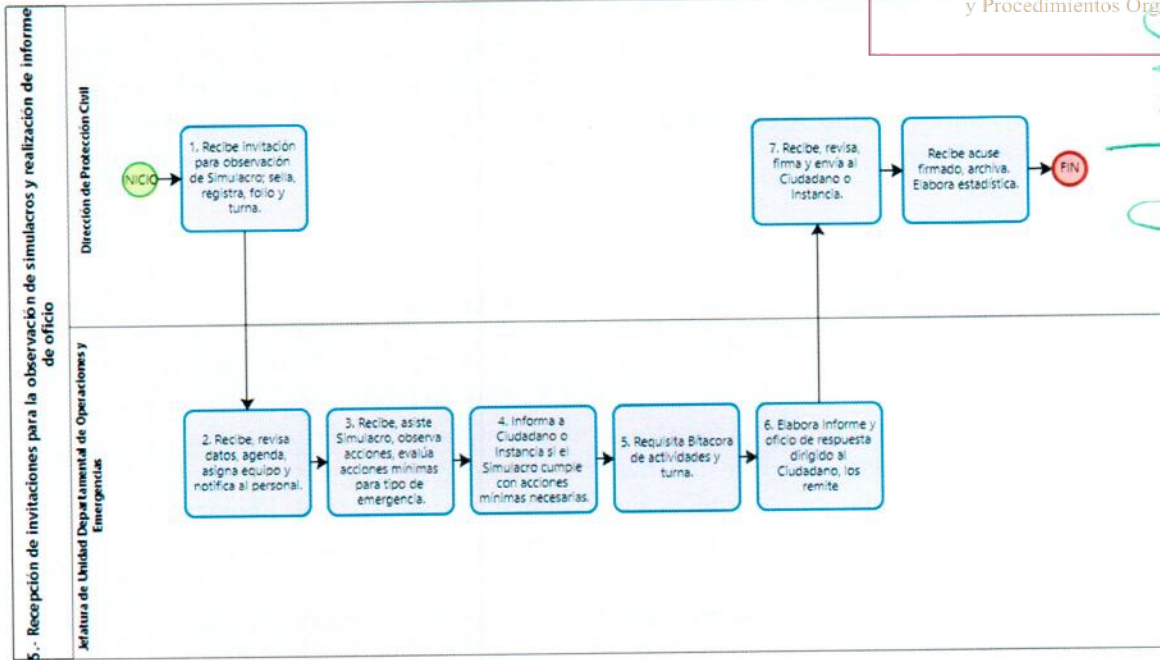 y Procedimientos Org
5.- Recepción de invitaciones para la observación de simulacros y realización de informe
de oficio
Dirección de Protección Civil
INICIO
1. Recibe invitación
para observación
de Simulacro; sella,
registra, folio y
turna.
7. Recibe, revisa,
firma y envía al
Ciudadano o
Instancia.
Recibe acuse
firmado, archiva.
Elabora estadística.
FIN
Jefatura de Unidad Departamental de Operaciones y
Emergencias
2. Recibe, revisa
datos, agenda,
asigna equipo y
notifica al personal.
3. Recibe, asiste
Simulacro, observa
acciones, evalúa
acciones mínimas
para tipo de
emergencia.
4. Informa a
Ciudadano o
Instancia si el
Simulacro cumple
con acciones
mínimas necesarias.
5. Requisita Bitacora
de actividades y
turna.
6. Elabora Informe y
oficio de respuesta
dirigido al
Ciudadano, los
remite